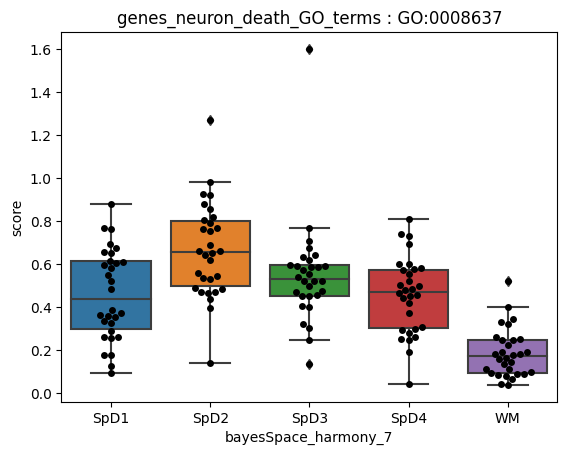 genes_neuron_death_GO_terms : GO:0008637
score
1.6
1.4
1.2
1.0
0.8
0.6
0.4
0.2
0.0
SpD1 SpD2 SpD3 SpD4 WM
bayesSpace_harmony_7